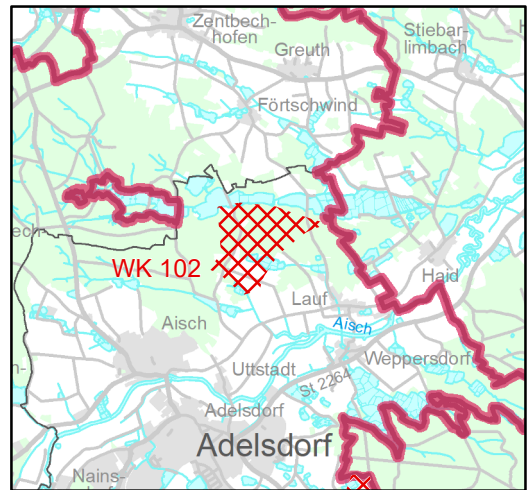 Zentbech-
hofen
Stiebar-
limbach
Greuth
Förtschwind
ech-
WK 102
Haid
Lauf
Aisch
Aisch
Weppersdorf
Uttstadt
St 2264
n-
Adelsdorf
Adelsdorf
Nains-